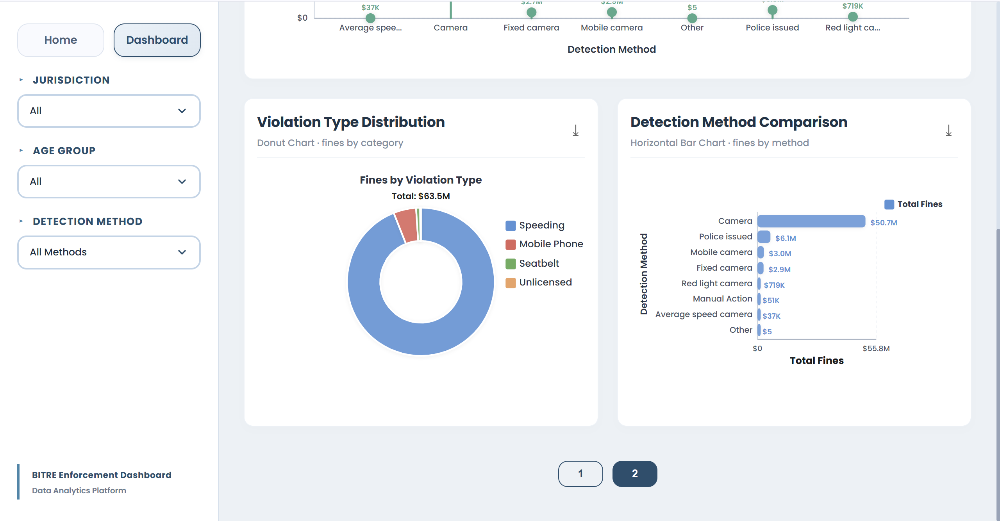 Home
Dashboard
JURISDICTION
All
AGE GROUP
All
DETECTION METHOD
All Methods
BITRE Enforcement Dashboard
Data Analytics Platform
$37K
$2.7M
$2.9M
$5
$719K
$0
Average spee...
Camera
Fixed camera
Mobile camera
Other
Police issued
Red light ca...
Detection Method
Violation Type Distribution
Donut Chart · fines by category
Fines by Violation Type
Total: $63.5M
Speeding
Mobile Phone
Seatbelt
Unlicensed
Detection Method Comparison
Horizontal Bar Chart · fines by method
Total Fines
Detection Method
Camera $50.7M
Police issued $6.1M
Mobile camera $3.0M
Fixed camera $2.9M
Red light camera $719K
Manual Action $51K
Average speed camera $37K
Other $5
$0 $55.8M
Total Fines
1 2